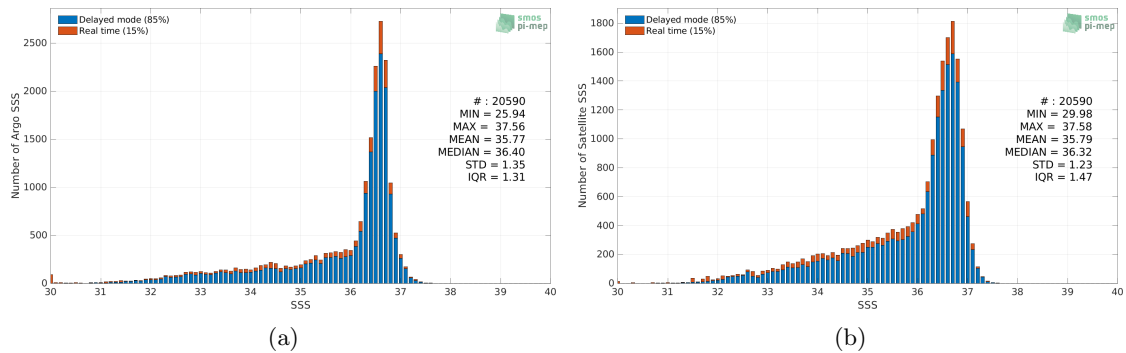 Delayed mode (85%)
Real time (15%)
smos
pi-mep
2500
2000
1500
1000
500
0
Number of Argo SSS
# : 20590
MIN = 25.94
MAX = 37.56
MEAN = 35.77
MEDIAN = 36.40
STD = 1.35
IQR = 1.31
30 31 32 33 34 35 36 37 38 39 40
SSS
(a)
Delayed mode (85%)
Real time (15%)
smos
pi-mep
1800
1600
1400
1200
1000
800
600
400
200
0
Number of Satellite SSS
# : 20590
MIN = 29.98
MAX = 37.58
MEAN = 35.79
MEDIAN = 36.32
STD = 1.23
IQR = 1.47
30 31 32 33 34 35 36 37 38 39 40
SSS
(b)